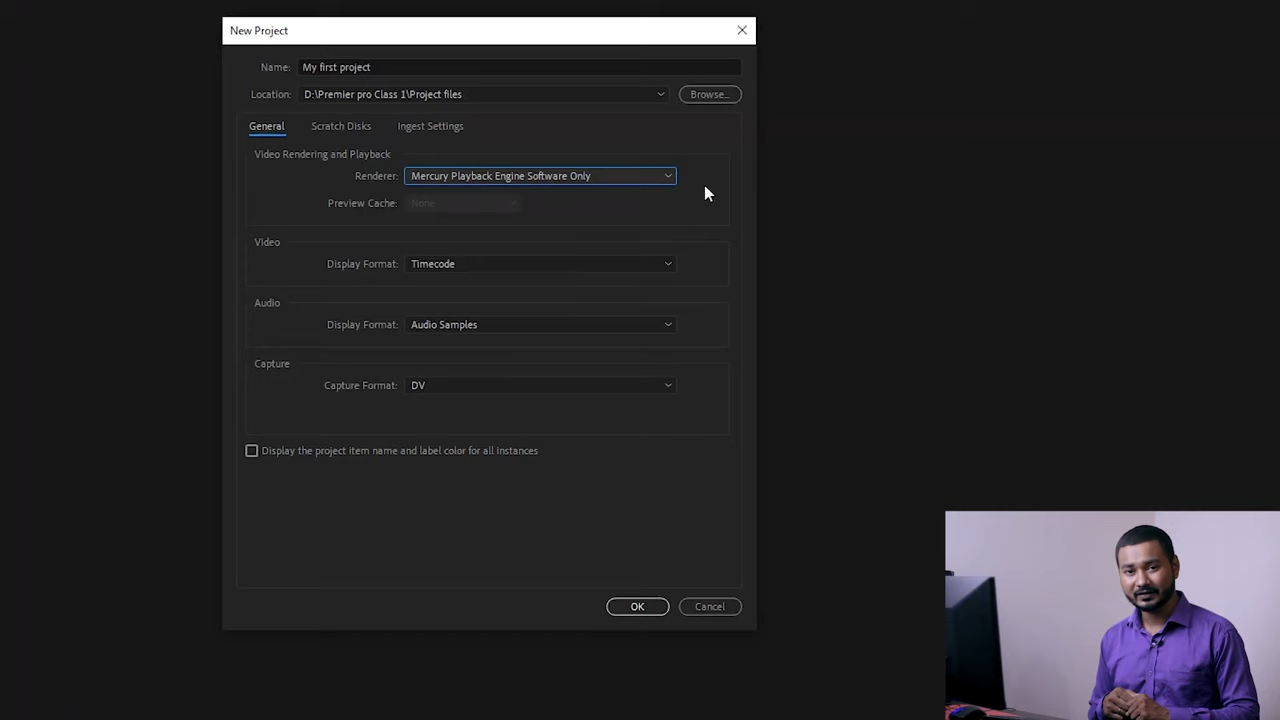 New Project
Name: My first project
Location: D:\Premier pro Class 1\Project files Browse...
General Scratch Disks Ingest Settings
Video Rendering and Playback
Renderer: Mercury Playback Engine Software Only
Preview Cache: None
Video
Display Format: Timecode
Audio
Display Format: Audio Samples
Capture
Capture Format: DV
Display the project item name and label color for all instances
OK Cancel